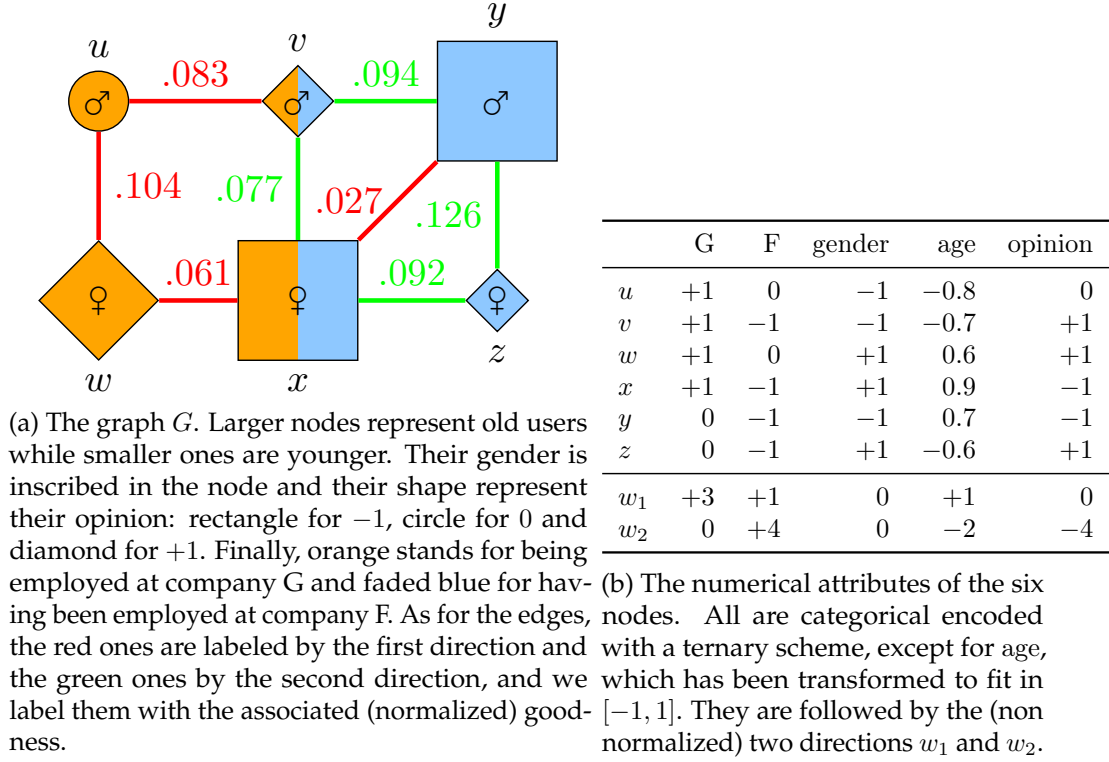 u
v
y
.083
.094
♂
♂
♂
.104
.077
.027
.126
.061
.092
♀
♀
♀
w
x
z
(a) The graph G. Larger nodes represent old users
while smaller ones are younger. Their gender is
inscribed in the node and their shape represent
their opinion: rectangle for −1, circle for 0 and
diamond for +1. Finally, orange stands for being
employed at company G and faded blue for hav-
ing been employed at company F. As for the edges,
the red ones are labeled by the first direction and
the green ones by the second direction, and we
label them with the associated (normalized) good-
ness.
G F gender age opinion
u +1 0 −1 −0.8 0
v +1 −1 −1 −0.7 +1
w +1 0 +1 0.6 +1
x +1 −1 +1 0.9 −1
y 0 −1 −1 0.7 −1
z 0 −1 +1 −0.6 +1
w₁ +3 +1 0 +1 0
w₂ 0 +4 0 −2 −4
(b) The numerical attributes of the six
nodes. All are categorical encoded
with a ternary scheme, except for age,
which has been transformed to fit in
[−1, 1]. They are followed by the (non
normalized) two directions w₁ and w₂.